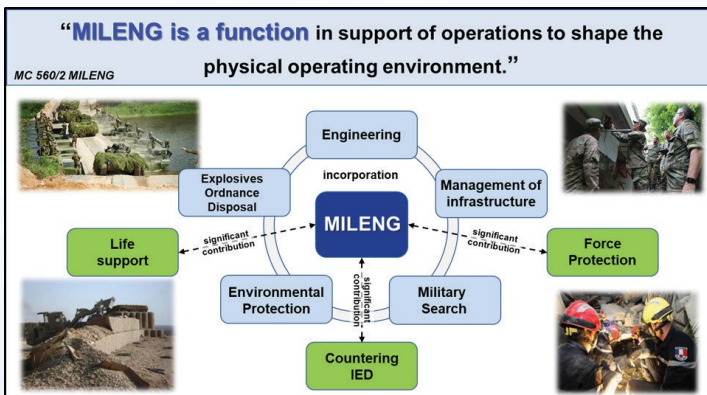 “MILENG is a function in support of operations to shape the
physical operating environment.”
MC 560/2 MILENG
Engineering
incorporation
Explosives
Ordnance
Disposal
Management of
infrastructure
MILENG
Life
support
significant
contribution
significant
contribution
Force
Protection
Environmental
Protection
significant
contribution
Military
Search
Countering
IED